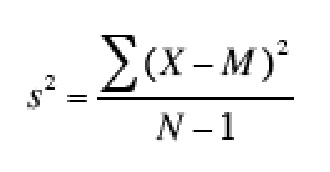 s² = ∑(X – M)² / N – 1